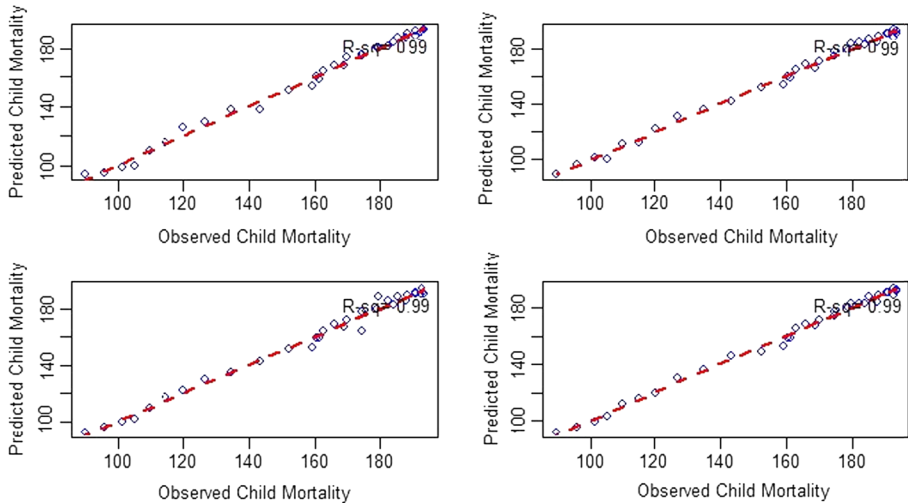 Predicted Child Mortality
100 140 180
R-sq= 0.99
100 120 140 160 180
Observed Child Mortality
Predicted Child Mortality
100 140 180
R-sq= 0.99
100 120 140 160 180
Observed Child Mortality
Predicted Child Mortality
100 140 180
R-sq= 0.99
100 120 140 160 180
Observed Child Mortality
Predicted Child Mortality
100 140 180
R-sq= 0.99
100 120 140 160 180
Observed Child Mortality